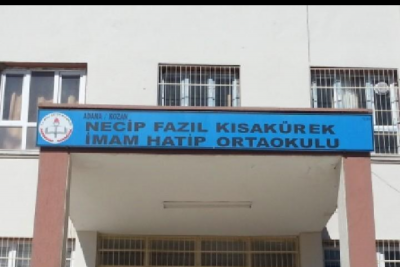 ADANA / KOZAN
NECİP FAZIL KISAKÜREK
İMAM HATİP ORTAOKULU